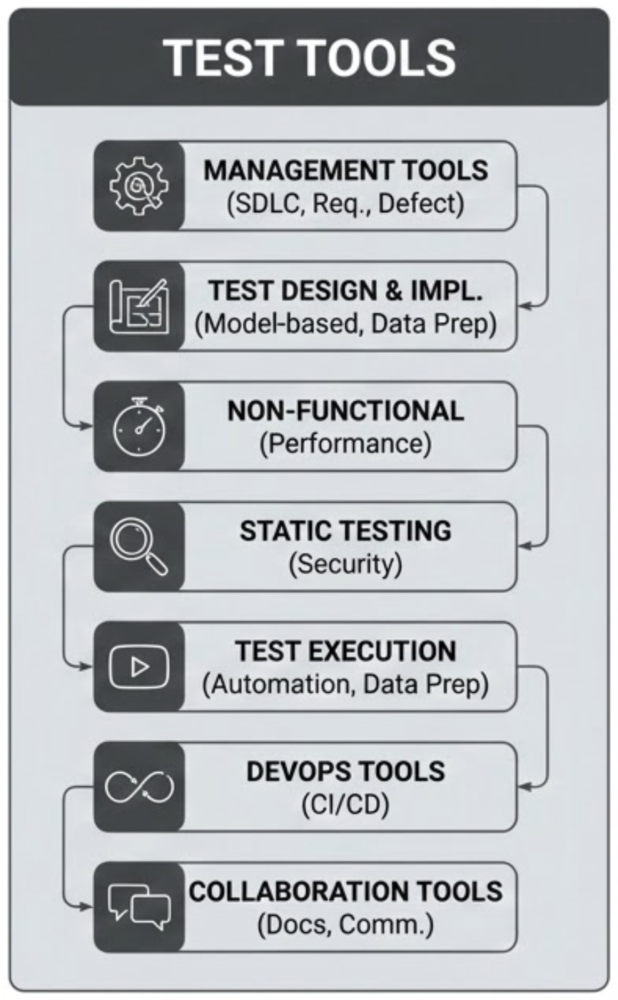 TEST TOOLS
MANAGEMENT TOOLS
(SDLC, Req., Defect)
TEST DESIGN & IMPL.
(Model-based, Data Prep)
NON-FUNCTIONAL
(Performance)
STATIC TESTING
(Security)
TEST EXECUTION
(Automation, Data Prep)
DEVOPS TOOLS
(CI/CD)
COLLABORATION TOOLS
(Docs, Comm.)